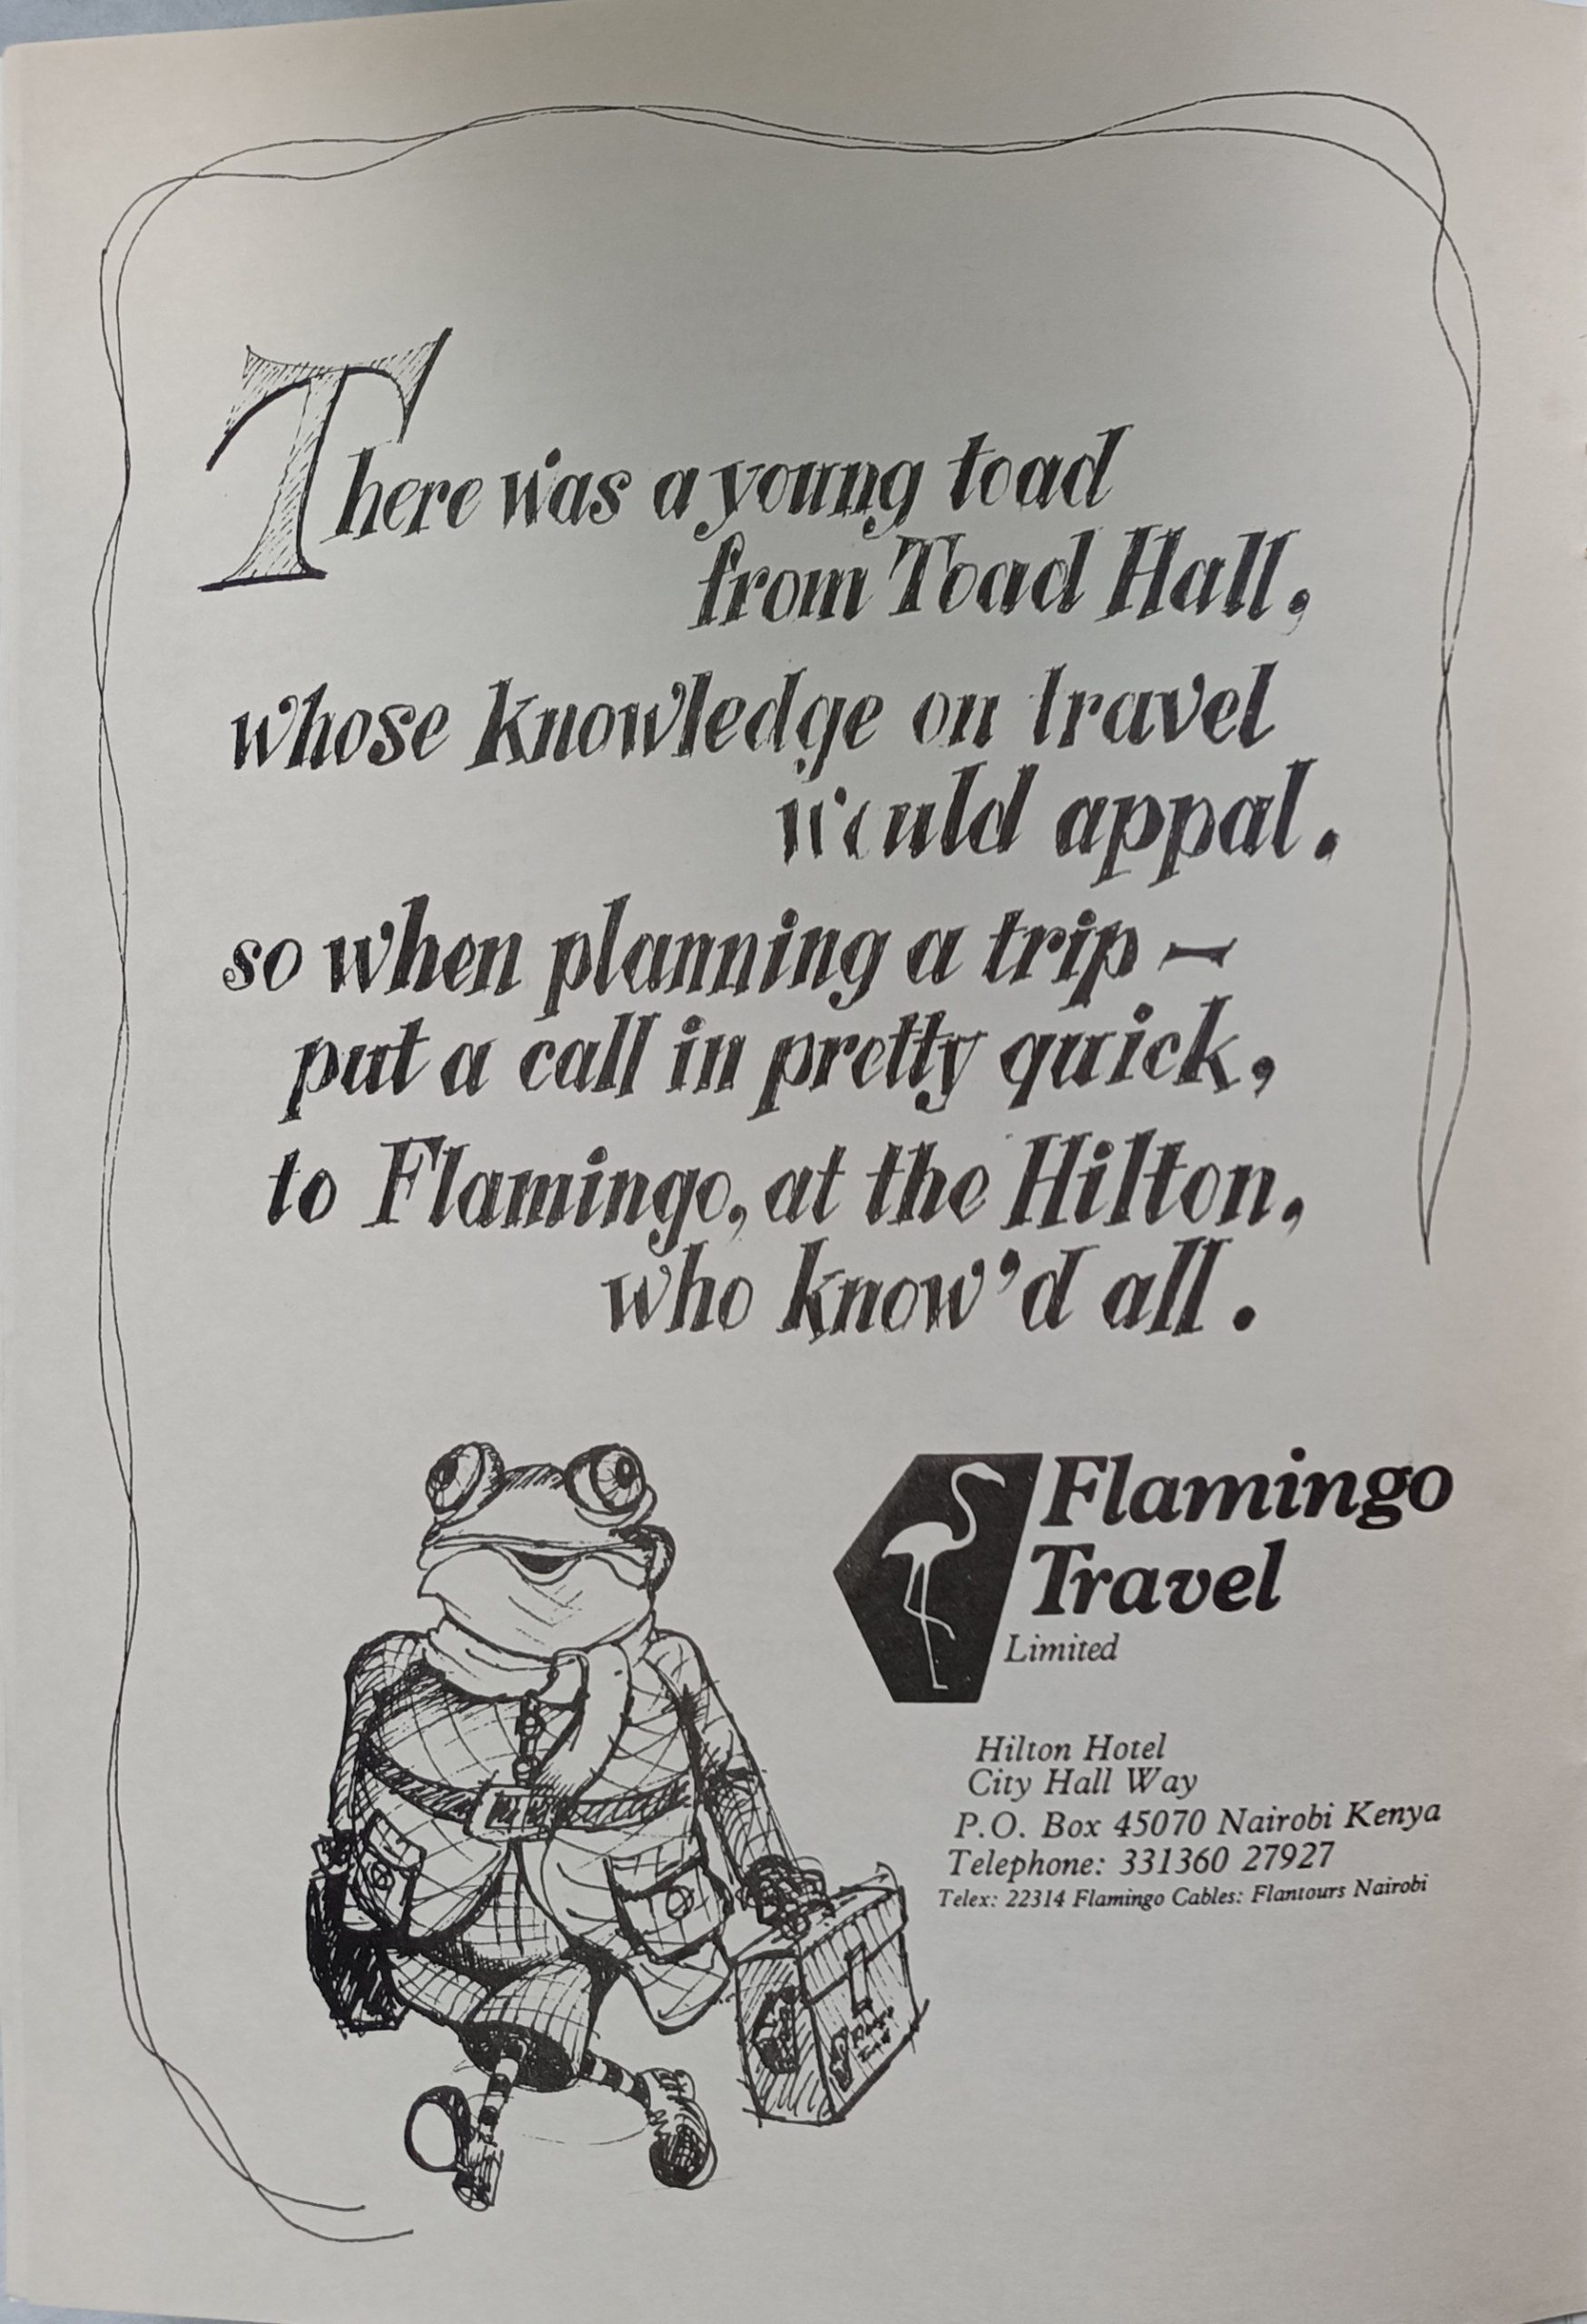 There was a young toad
from Toad Hall,
whose knowledge on travel
would appal.
so when planning a trip –
put a call in pretty quick,
to Flamingo, at the Hilton,
who know'd all.
Flamingo
Travel
Limited
Hilton Hotel
City Hall Way
P.O. Box 45070 Nairobi Kenya
Telephone: 331360 27927
Telex: 22314 Flamingo Cables: Flantours Nairobi